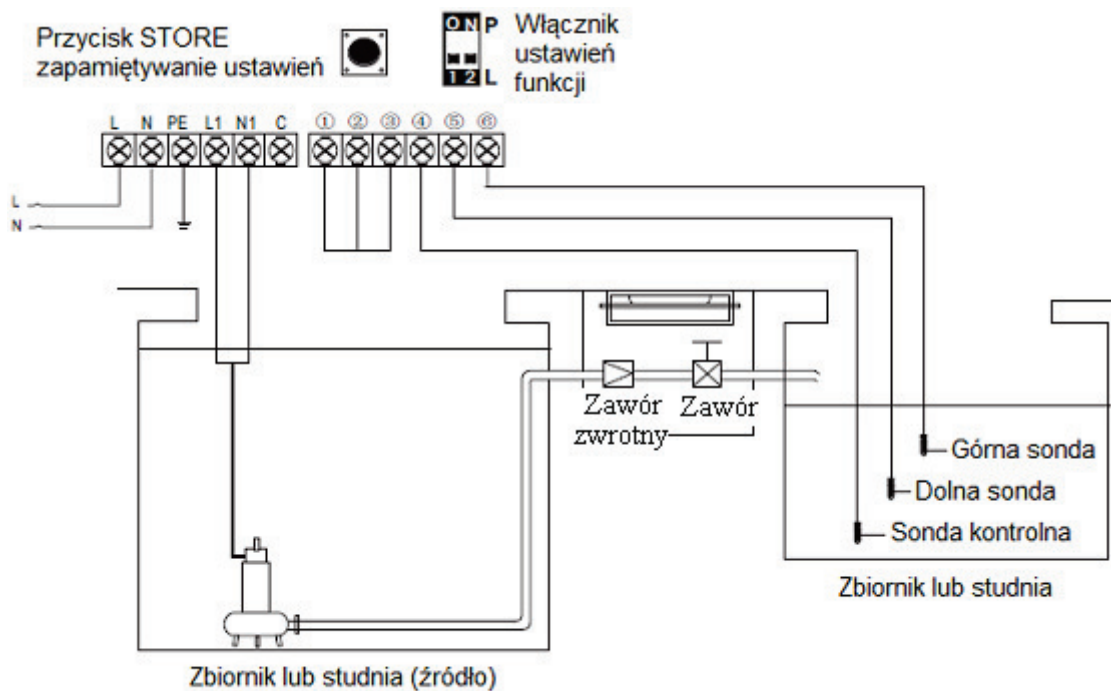 Przycisk STORE
zapamiętywanie ustawień
ON P
1 2 L
Włącznik
ustawień
funkcji
L N PE L1 N1 C ① ② ③ ④ ⑤ ⑥
L
N
Zawór
zwrotny
Zawór
Górna sonda
Dolna sonda
Sonda kontrolna
Zbiornik lub studnia
Zbiornik lub studnia (źródło)